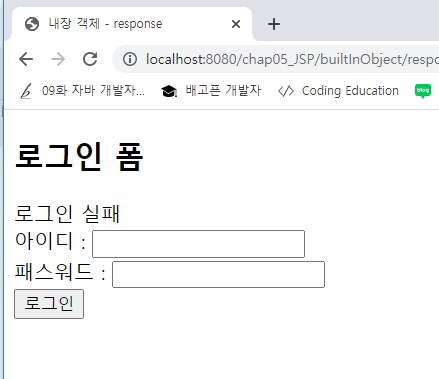 내장 객체 - response
localhost:8080/chap05_JSP/builtInObject/respo
09화 자바 개발자... 배고픈 개발자 Coding Education blog
로그인 폼
로그인 실패
아이디 :
패스워드 :
로그인